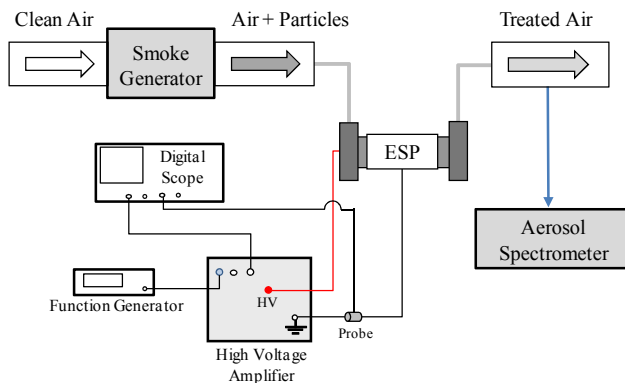 Clean Air
Air + Particles
Treated Air
Smoke
Generator
ESP
Digital
Scope
Aerosol
Spectrometer
Function Generator
HV
Probe
High Voltage
Amplifier